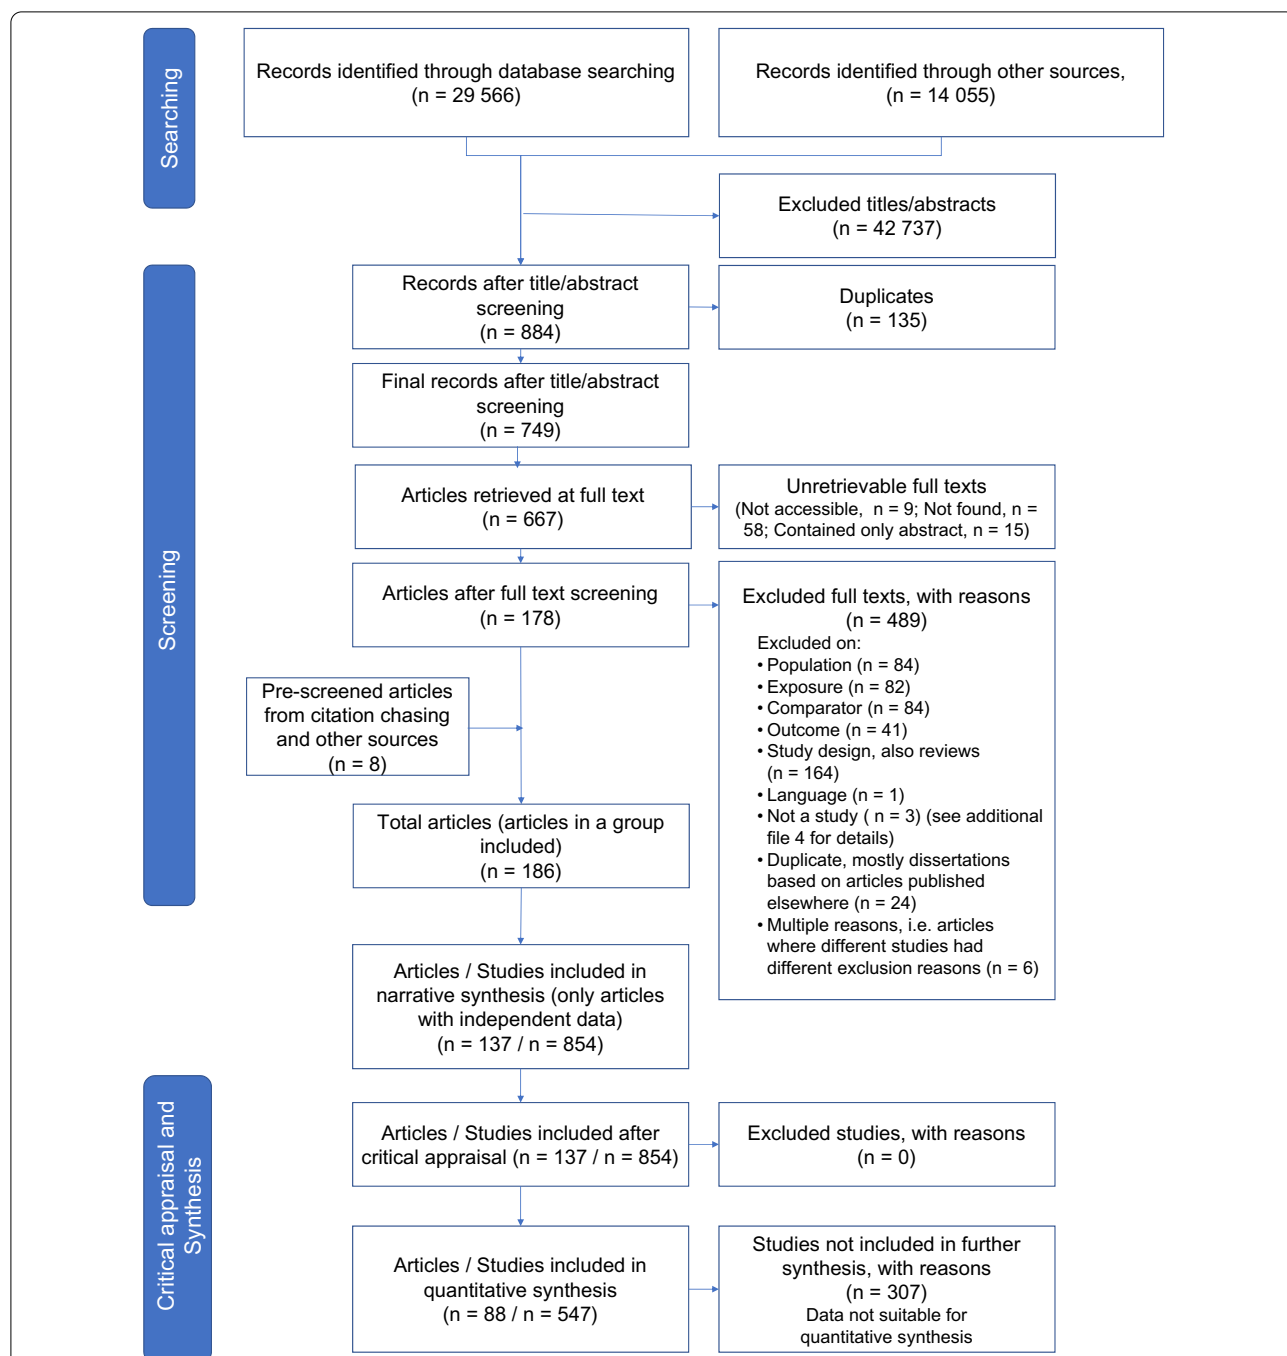 Searching
Records identified through database searching
(n = 29 566)
Records identified through other sources,
(n = 14 055)
Excluded titles/abstracts
(n = 42 737)
Screening
Records after title/abstract
screening
(n = 884)
Duplicates
(n = 135)
Final records after title/abstract
screening
(n = 749)
Articles retrieved at full text
(n = 667)
Unretrievable full texts
(Not accessible, n = 9; Not found, n =
58; Contained only abstract, n = 15)
Articles after full text screening
(n = 178)
Excluded full texts, with reasons
(n = 489)
Excluded on:
• Population (n = 84)
• Exposure (n = 82)
• Comparator (n = 84)
• Outcome (n = 41)
• Study design, also reviews
(n = 164)
• Language (n = 1)
• Not a study ( n = 3) (see additional
file 4 for details)
• Duplicate, mostly dissertations
based on articles published
elsewhere (n = 24)
• Multiple reasons, i.e. articles
where different studies had
different exclusion reasons (n = 6)
Pre-screened articles
from citation chasing
and other sources
(n = 8)
Total articles (articles in a group
included)
(n = 186)
Articles / Studies included in
narrative synthesis (only articles
with independent data)
(n = 137 / n = 854)
Critical appraisal and
Synthesis
Articles / Studies included after
critical appraisal (n = 137 / n = 854)
Excluded studies, with reasons
(n = 0)
Articles / Studies included in
quantitative synthesis
(n = 88 / n = 547)
Studies not included in further
synthesis, with reasons
(n = 307)
Data not suitable for
quantitative synthesis